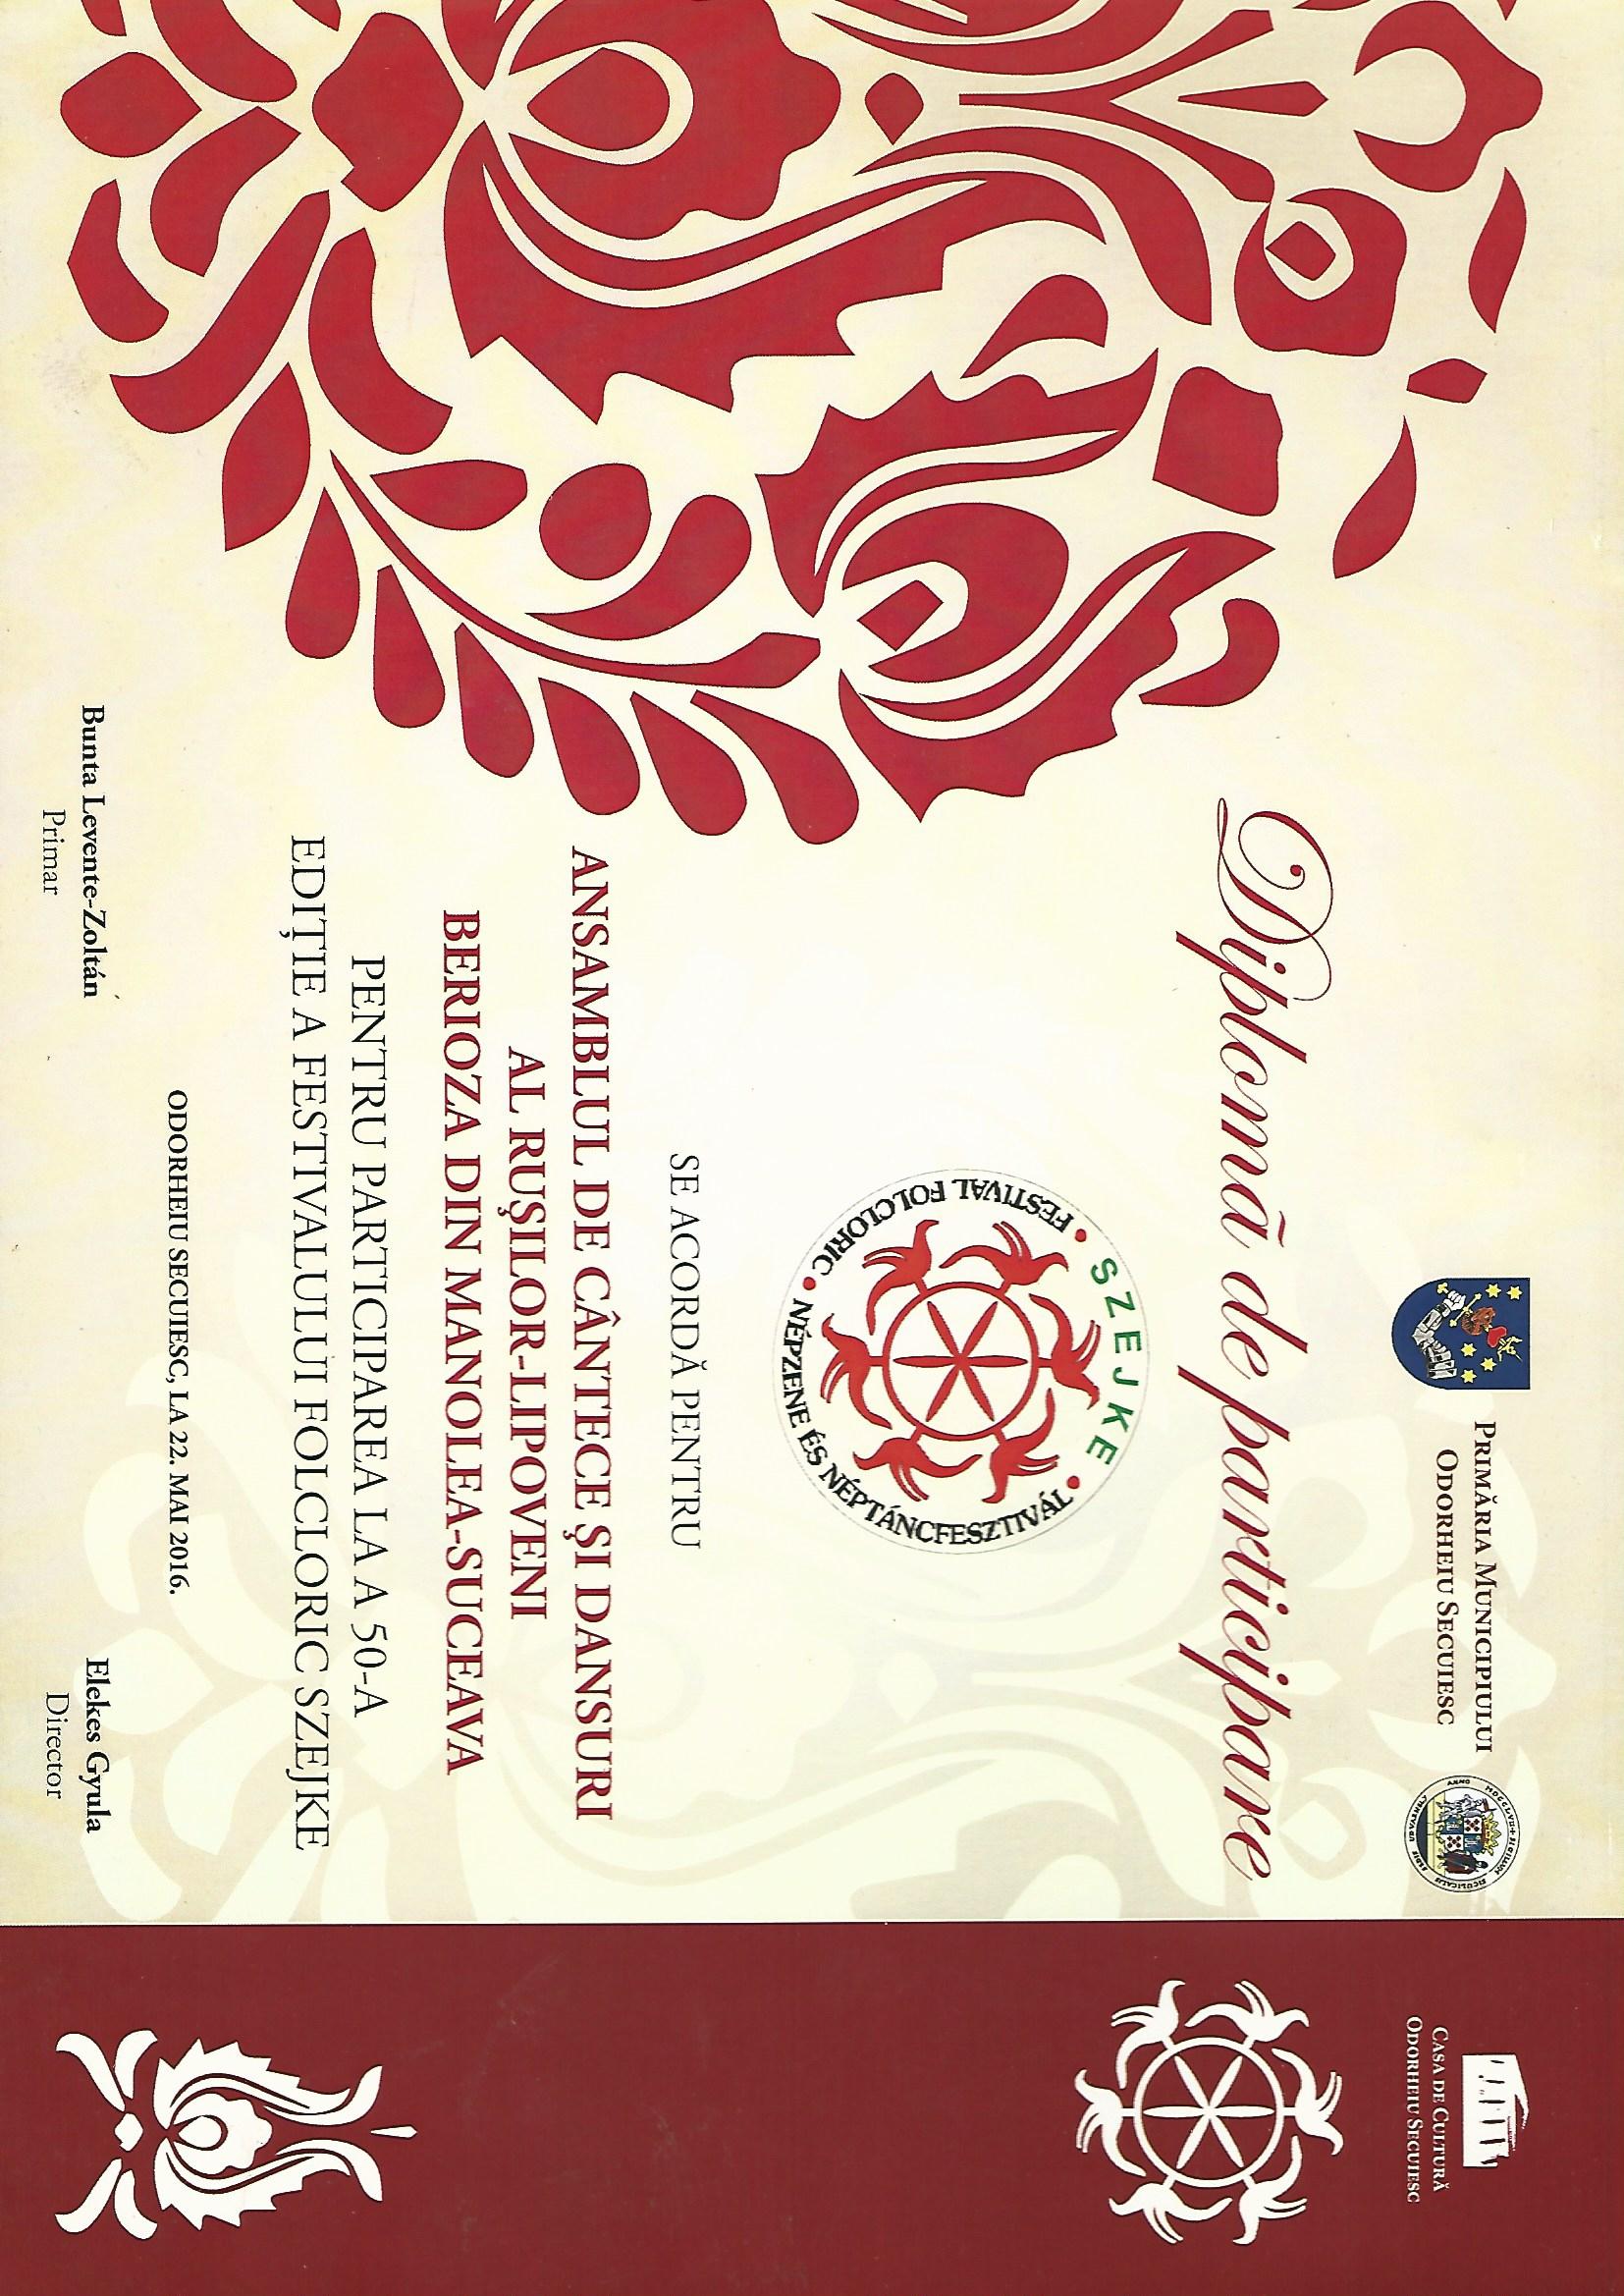 PRIMĂRIA MUNICIPIULUI
ODORHEIU SECUIESC
CASA DE CULTURĂ
ODORHEIU SECUIESC
Diplomă de participare
SZEJKE
FESTIVAL FOLCLORIC • NÉPZENE ÉS NÉPTÁNCFESZTIVÁL
SE ACORDĂ PENTRU
ANSAMBLUL DE CÂNTECE ŞI DANSURI
AL RUŞILOR-LIPOVENI
BERIOZA DIN MANOLEA-SUCEAVA
PENTRU PARTICIPAREA LA A 50-A
EDIŢIE A FESTIVALULUI FOLCLORIC SZEJKE
ODORHEIU SECUIESC, LA 22. MAI 2016.
Bunta Levente-Zoltán
Primar
Elekes Gyula
Director